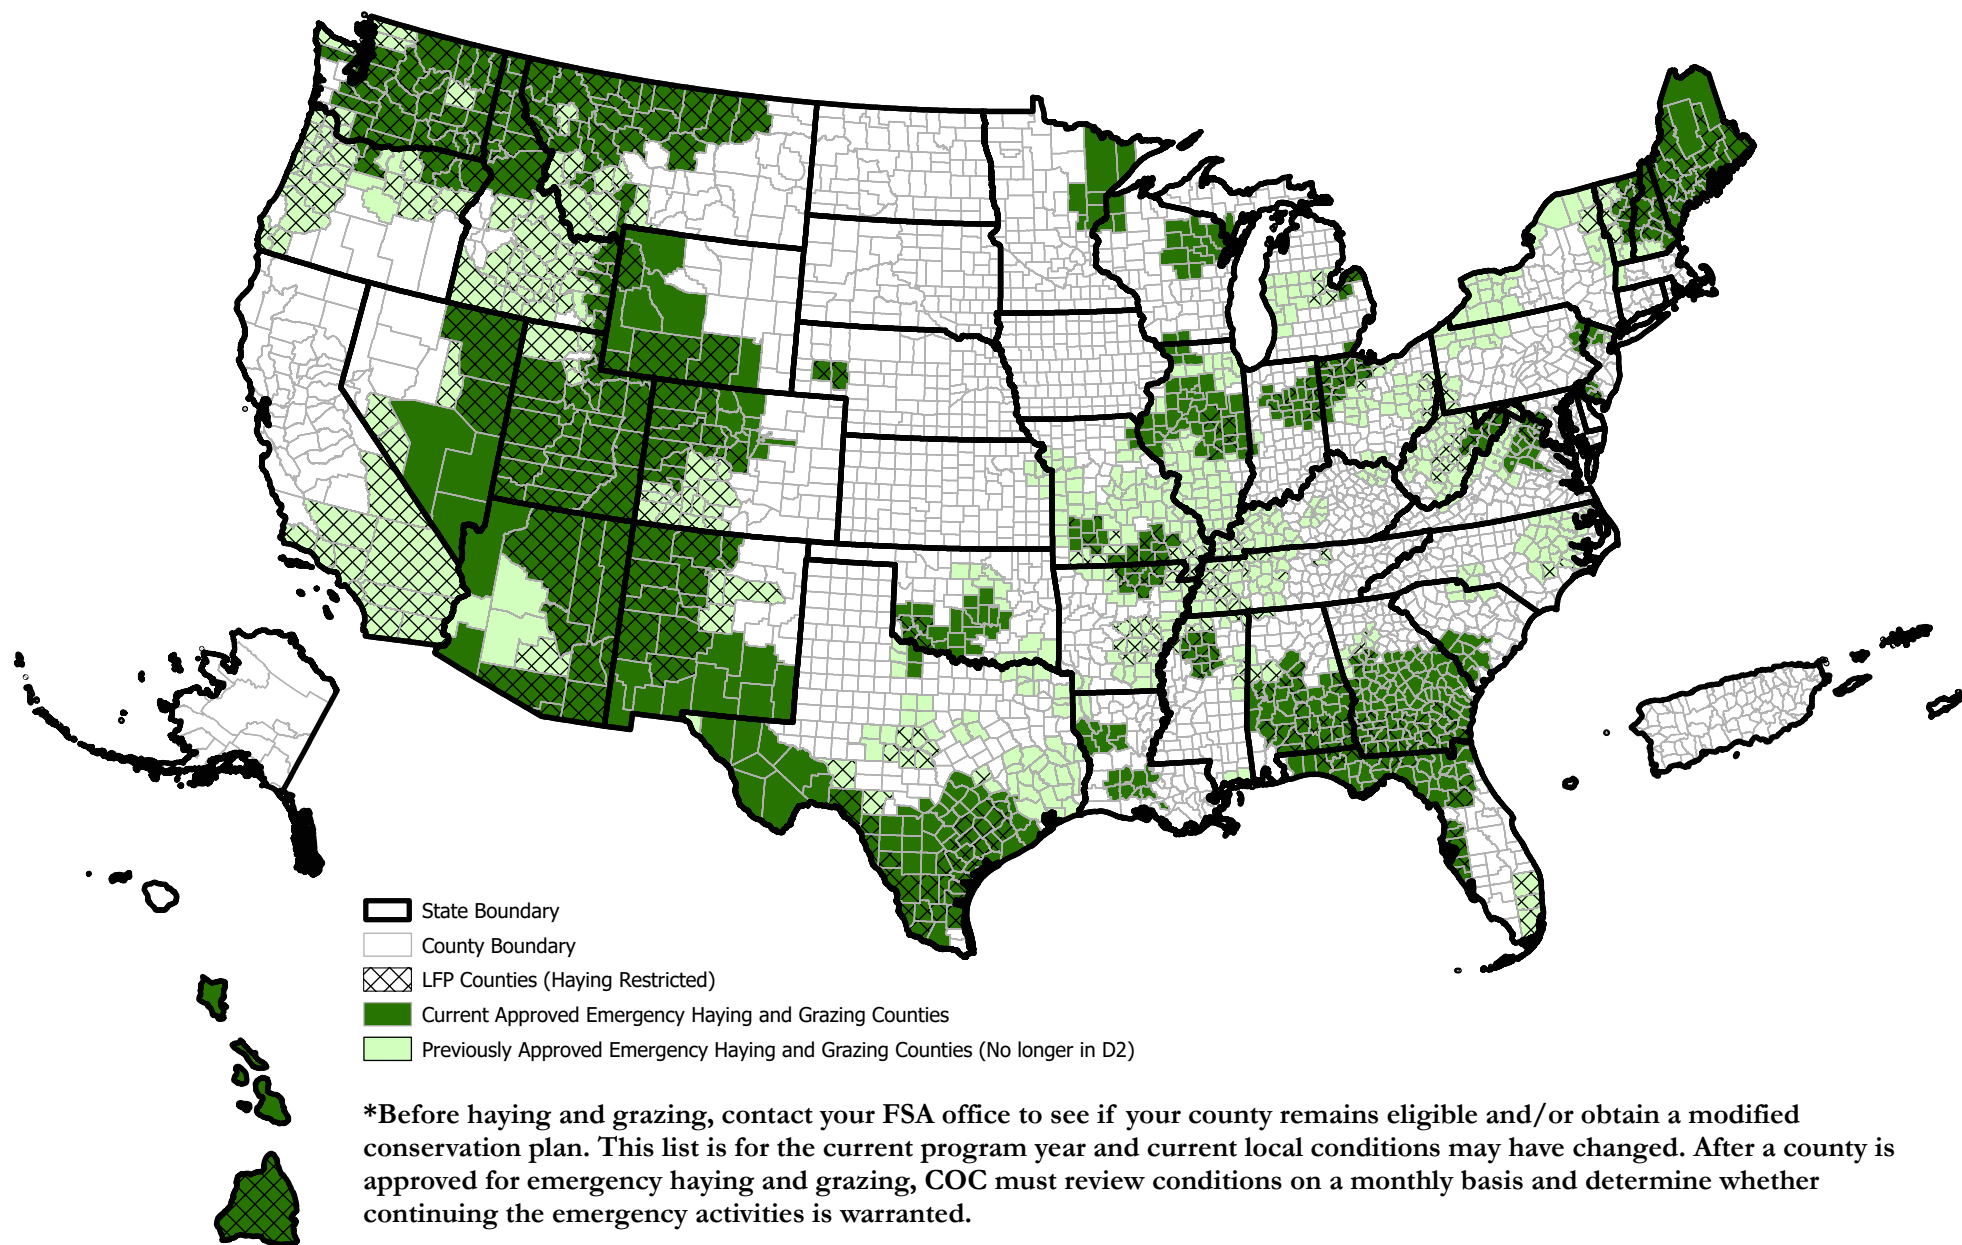 State Boundary
County Boundary
LFP Counties (Haying Restricted)
Current Approved Emergency Haying and Grazing Counties
Previously Approved Emergency Haying and Grazing Counties (No longer in D2)
*Before haying and grazing, contact your FSA office to see if your county remains eligible and/or obtain a modified
conservation plan. This list is for the current program year and current local conditions may have changed. After a county is
approved for emergency haying and grazing, COC must review conditions on a monthly basis and determine whether
continuing the emergency activities is warranted.